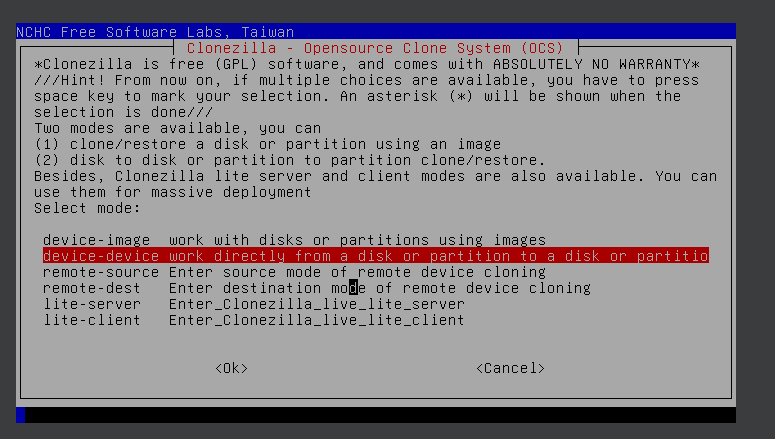 NCHC Free Software Labs, Taiwan
Clonezilla - Opensource Clone System (OCS)
*Clonezilla is free (GPL) software, and comes with ABSOLUTELY NO WARRANTY*
///Hint! From now on, if multiple choices are available, you have to press
space key to mark your selection. An asterisk (*) will be shown when the
selection is done///
Two modes are available, you can
(1) clone/restore a disk or partition using an image
(2) disk to disk or partition to partition clone/restore.
Besides, Clonezilla lite server and client modes are also available. You can
use them for massive deployment
Select mode:
device-image work with disks or partitions using images
device-device work directly from a disk or partition to a disk or partitio
remote-source Enter source mode of remote device cloning
remote-dest Enter destination mode of remote device cloning
lite-server Enter_Clonezilla_live_lite_server
lite-client Enter_Clonezilla_live_lite_client
<Ok> <Cancel>